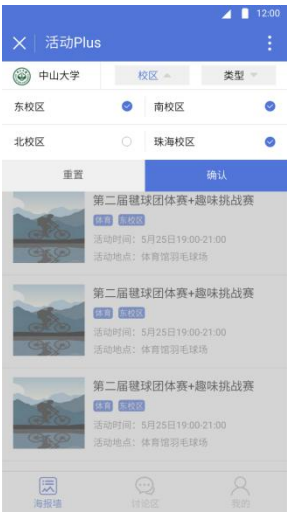 12:00
活动Plus
中山大学 校区 类型
东校区 南校区
北校区 珠海校区
重置 确认
第二届毽球团体赛+趣味挑战赛
体育 东校区
活动时间：5月25日19:00-21:00
活动地点：体育馆羽毛球场
第二届毽球团体赛+趣味挑战赛
体育 东校区
活动时间：5月25日19:00-21:00
活动地点：体育馆羽毛球场
第二届毽球团体赛+趣味挑战赛
体育 东校区
活动时间：5月25日19:00-21:00
活动地点：体育馆羽毛球场
海报墙 讨论区 我的